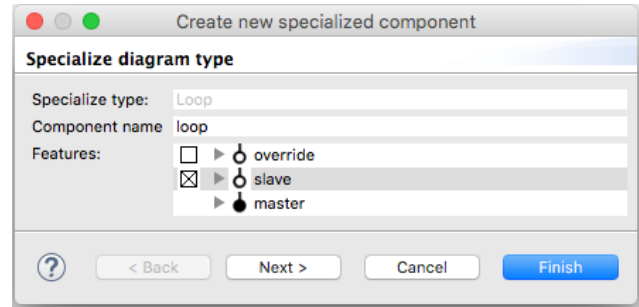 Create new specialized component
Specialize diagram type
Specialize type: Loop
Component name loop
Features: override
slave
master
? < Back Next > Cancel Finish